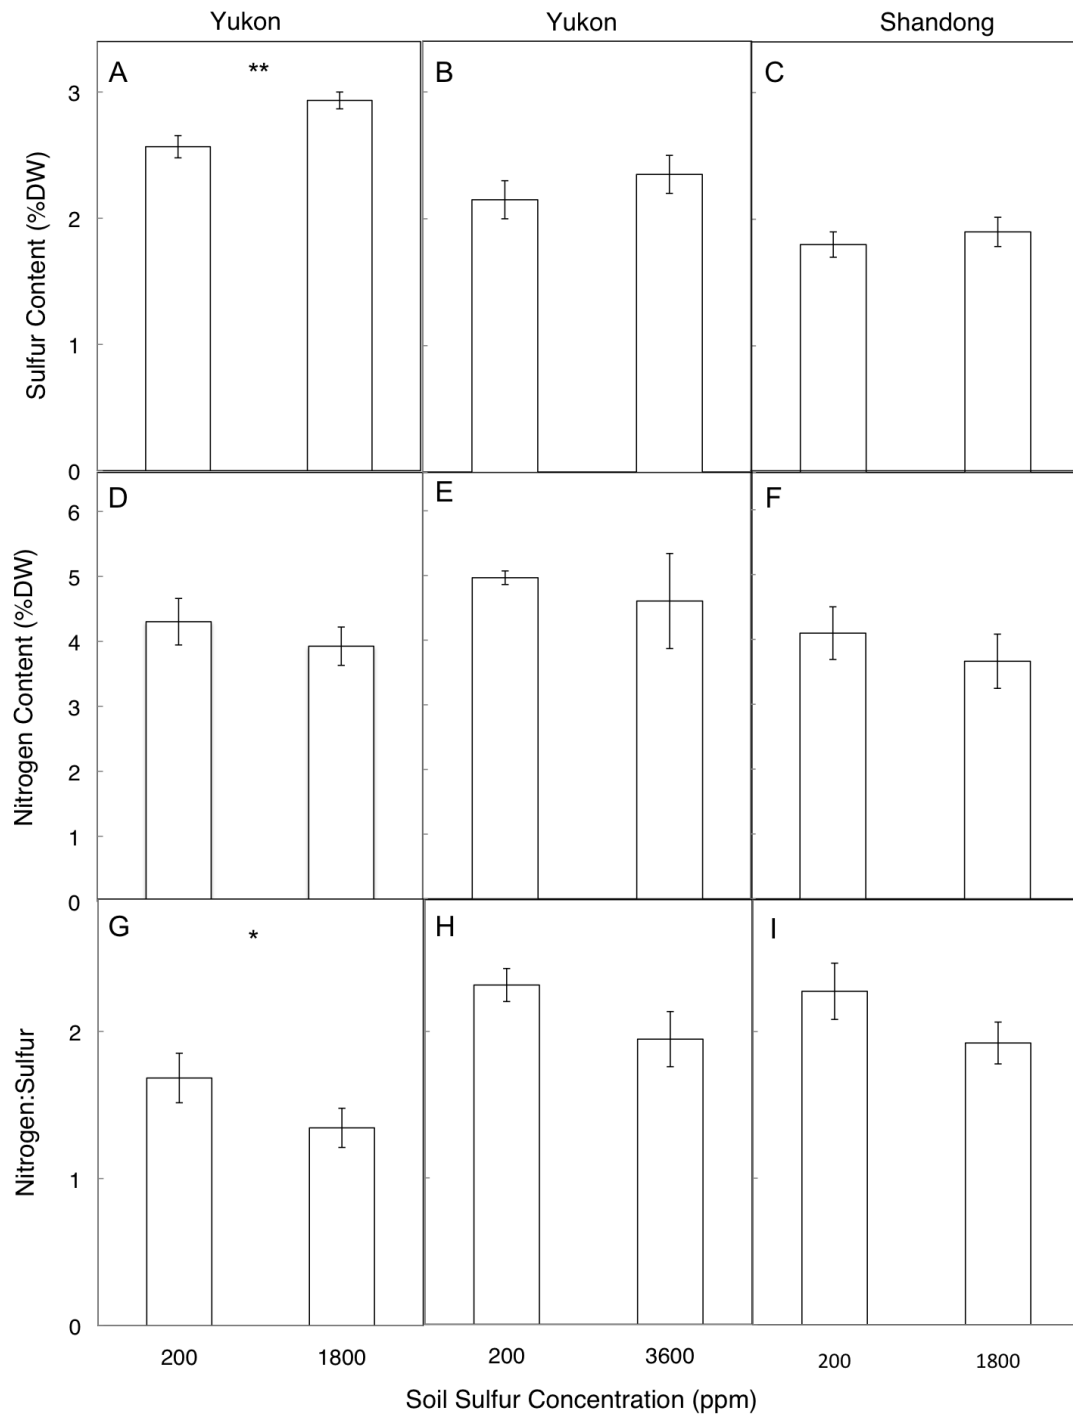 Yukon Yukon Shandong
A ** B C
3
2
1
0
Sulfur Content (%DW)
D E F
6
5
4
3
2
1
0
Nitrogen Content (%DW)
G * H I
2
1
0
Nitrogen:Sulfur
200 1800 200 3600 200 1800
Soil Sulfur Concentration (ppm)